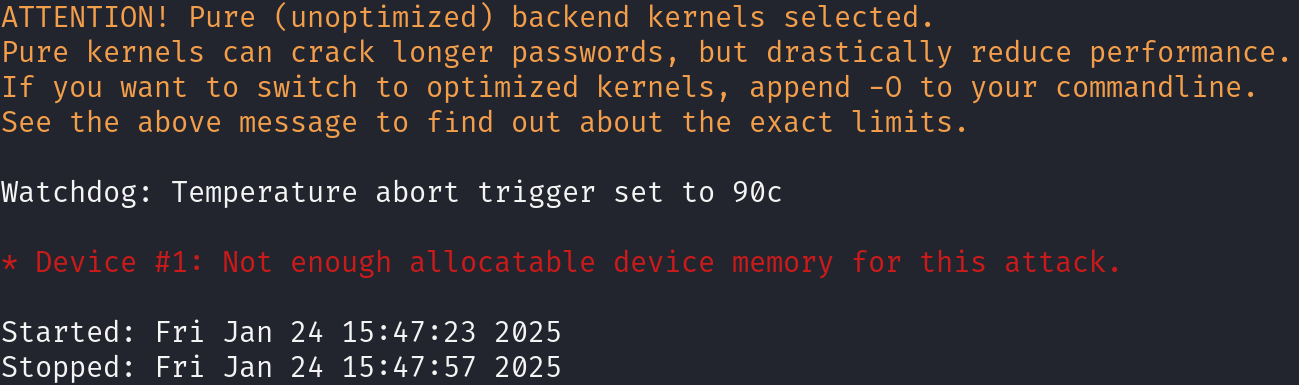 ATTENTION! Pure (unoptimized) backend kernels selected.
Pure kernels can crack longer passwords, but drastically reduce performance.
If you want to switch to optimized kernels, append -O to your commandline.
See the above message to find out about the exact limits.
Watchdog: Temperature abort trigger set to 90c
* Device #1: Not enough allocatable device memory for this attack.
Started: Fri Jan 24 15:47:23 2025
Stopped: Fri Jan 24 15:47:57 2025